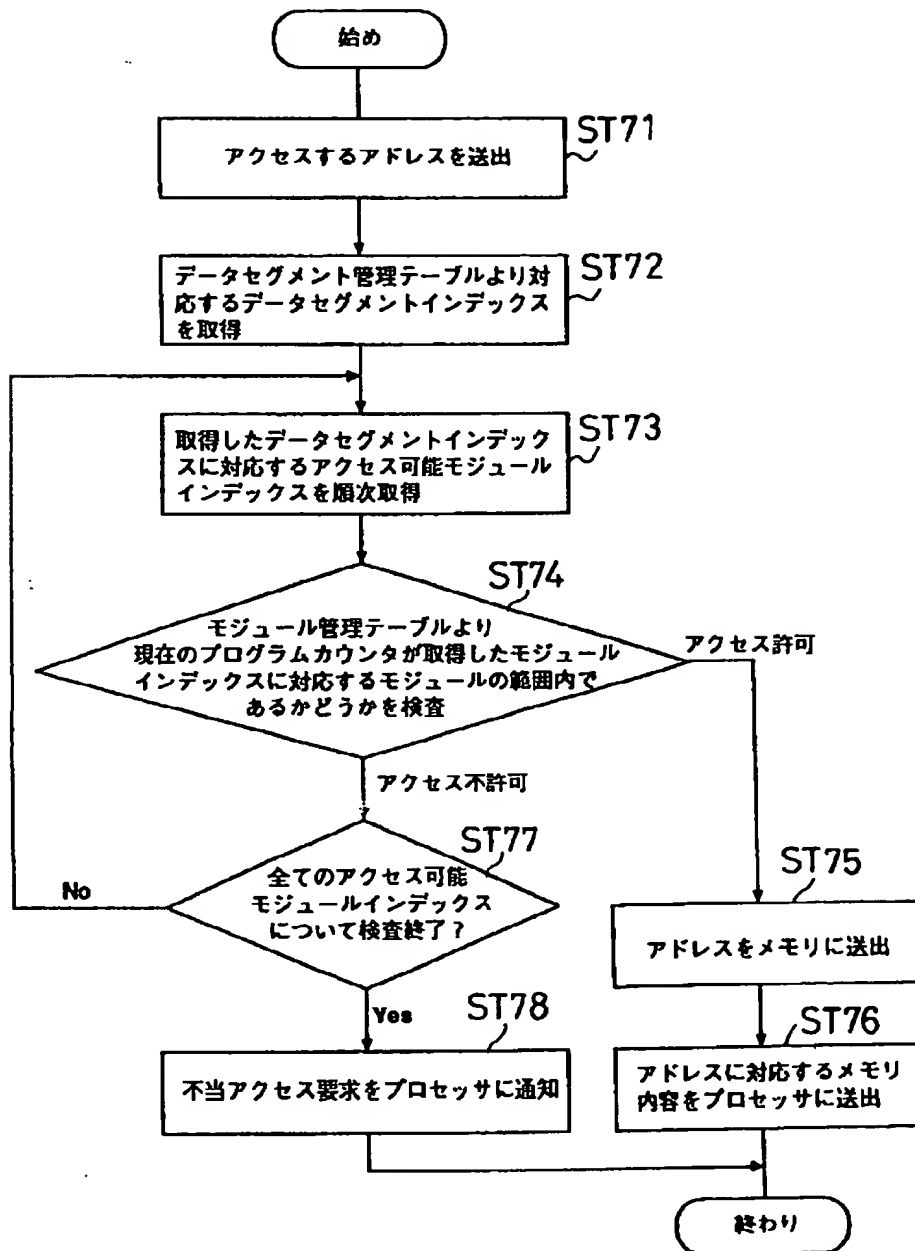 始め
アクセスするアドレスを送出
ST71
データセグメント管理テーブルより対
応するデータセグメントインデックス
を取得
ST72
取得したデータセグメントインデック
スに対応するアクセス可能モジュール
インデックスを順次取得
ST73
ST74
モジュール管理テーブルより
現在のプログラムカウンタが取得したモジュール
インデックスに対応するモジュールの範囲内で
あるかどうかを検査
アクセス許可
アクセス不許可
ST77
全てのアクセス可能
モジュールインデックス
について検査終了?
No
Yes
ST75
アドレスをメモリに送出
ST78
不当アクセス要求をプロセッサに通知
ST76
アドレスに対応するメモリ
内容をプロセッサに送出
終わり